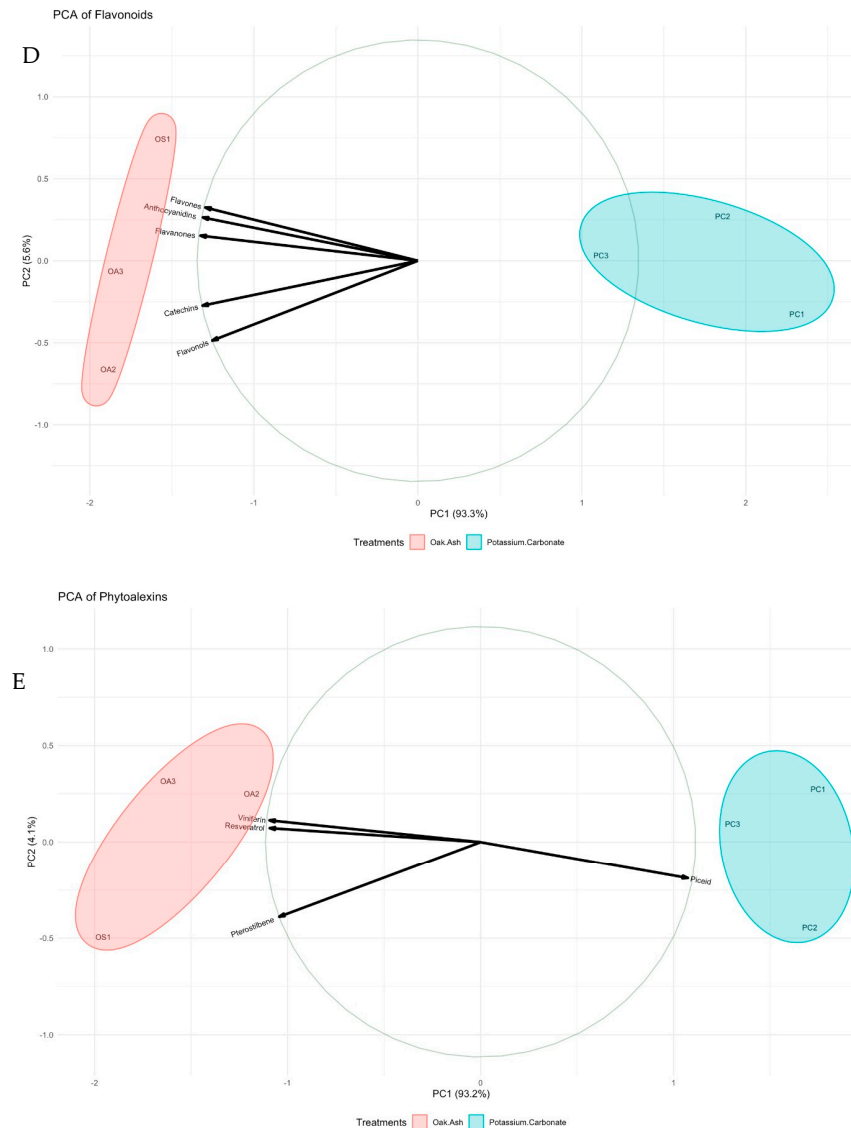 PCA of Flavonoids
D
1.0
0.5
0.0
-0.5
-1.0
PC2 (5.6%)
OS1
OA3
OA2
Flavones
Anthocyanidins
Flavanones
Catechins
Flavonols
PC2
PC3
PC1
-2
-1
0
1
2
PC1 (93.3%)
Treatments Oak.Ash Potassium.Carbonate
PCA of Phytoalexins
E
1.0
0.5
0.0
-0.5
-1.0
PC2 (4.1%)
OA3
OA2
OS1
Viniferin
Resveratrol
Pterostilbene
Piceid
PC1
PC3
PC2
-2
-1
0
1
PC1 (93.2%)
Treatments Oak.Ash Potassium.Carbonate